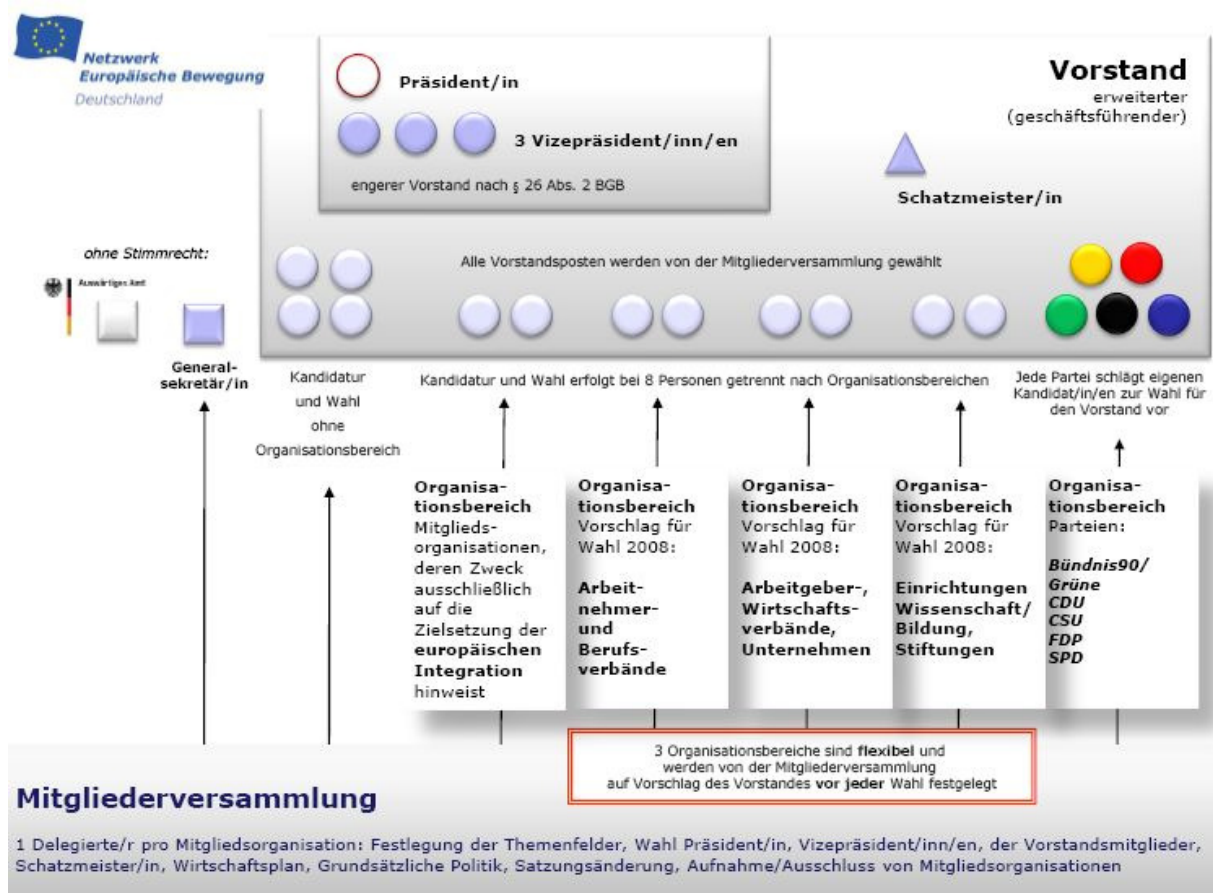 Netzwerk
Europäische Bewegung
Deutschland
Präsident/in
3 Vizepräsident/inn/en
engerer Vorstand nach § 26 Abs. 2 BGB
Vorstand
erweiterter
(geschäftsführender)
Schatzmeister/in
ohne Stimmrecht:
Auswärtiges Amt
Alle Vorstandsposten werden von der Mitgliederversammlung gewählt
General-
sekretär/in
Kandidatur
und Wahl
ohne
Organisationsbereich
Kandidatur und Wahl erfolgt bei 8 Personen getrennt nach Organisationsbereichen
Jede Partei schlägt eigenen
Kandidat/in/en zur Wahl für
den Vorstand vor
Organisa-
tionsbereich
Mitglieds-
organisationen,
deren Zweck
ausschließlich
auf die
Zielsetzung der
europäischen
Integration
hinweist
Organisa-
tionsbereich
Vorschlag für
Wahl 2008:
Arbeit-
nehmer-
und
Berufs-
verbände
Organisa-
tionsbereich
Vorschlag für
Wahl 2008:
Arbeitgeber-,
Wirtschafts-
verbände,
Unternehmen
Organisa-
tionsbereich
Vorschlag für
Wahl 2008:
Einrichtungen
Wissenschaft/
Bildung,
Stiftungen
Organisa-
tionsbereich
Parteien:
Bündnis90/
Grüne
CDU
CSU
FDP
SPD
3 Organisationsbereiche sind flexibel und
werden von der Mitgliederversammlung
auf Vorschlag des Vorstandes vor jeder Wahl festgelegt
Mitgliederversammlung
1 Delegierte/r pro Mitgliedsorganisation: Festlegung der Themenfelder, Wahl Präsident/in, Vizepräsident/inn/en, der Vorstandsmitglieder,
Schatzmeister/in, Wirtschaftsplan, Grundsätzliche Politik, Satzungsänderung, Aufnahme/Ausschluss von Mitgliedsorganisationen